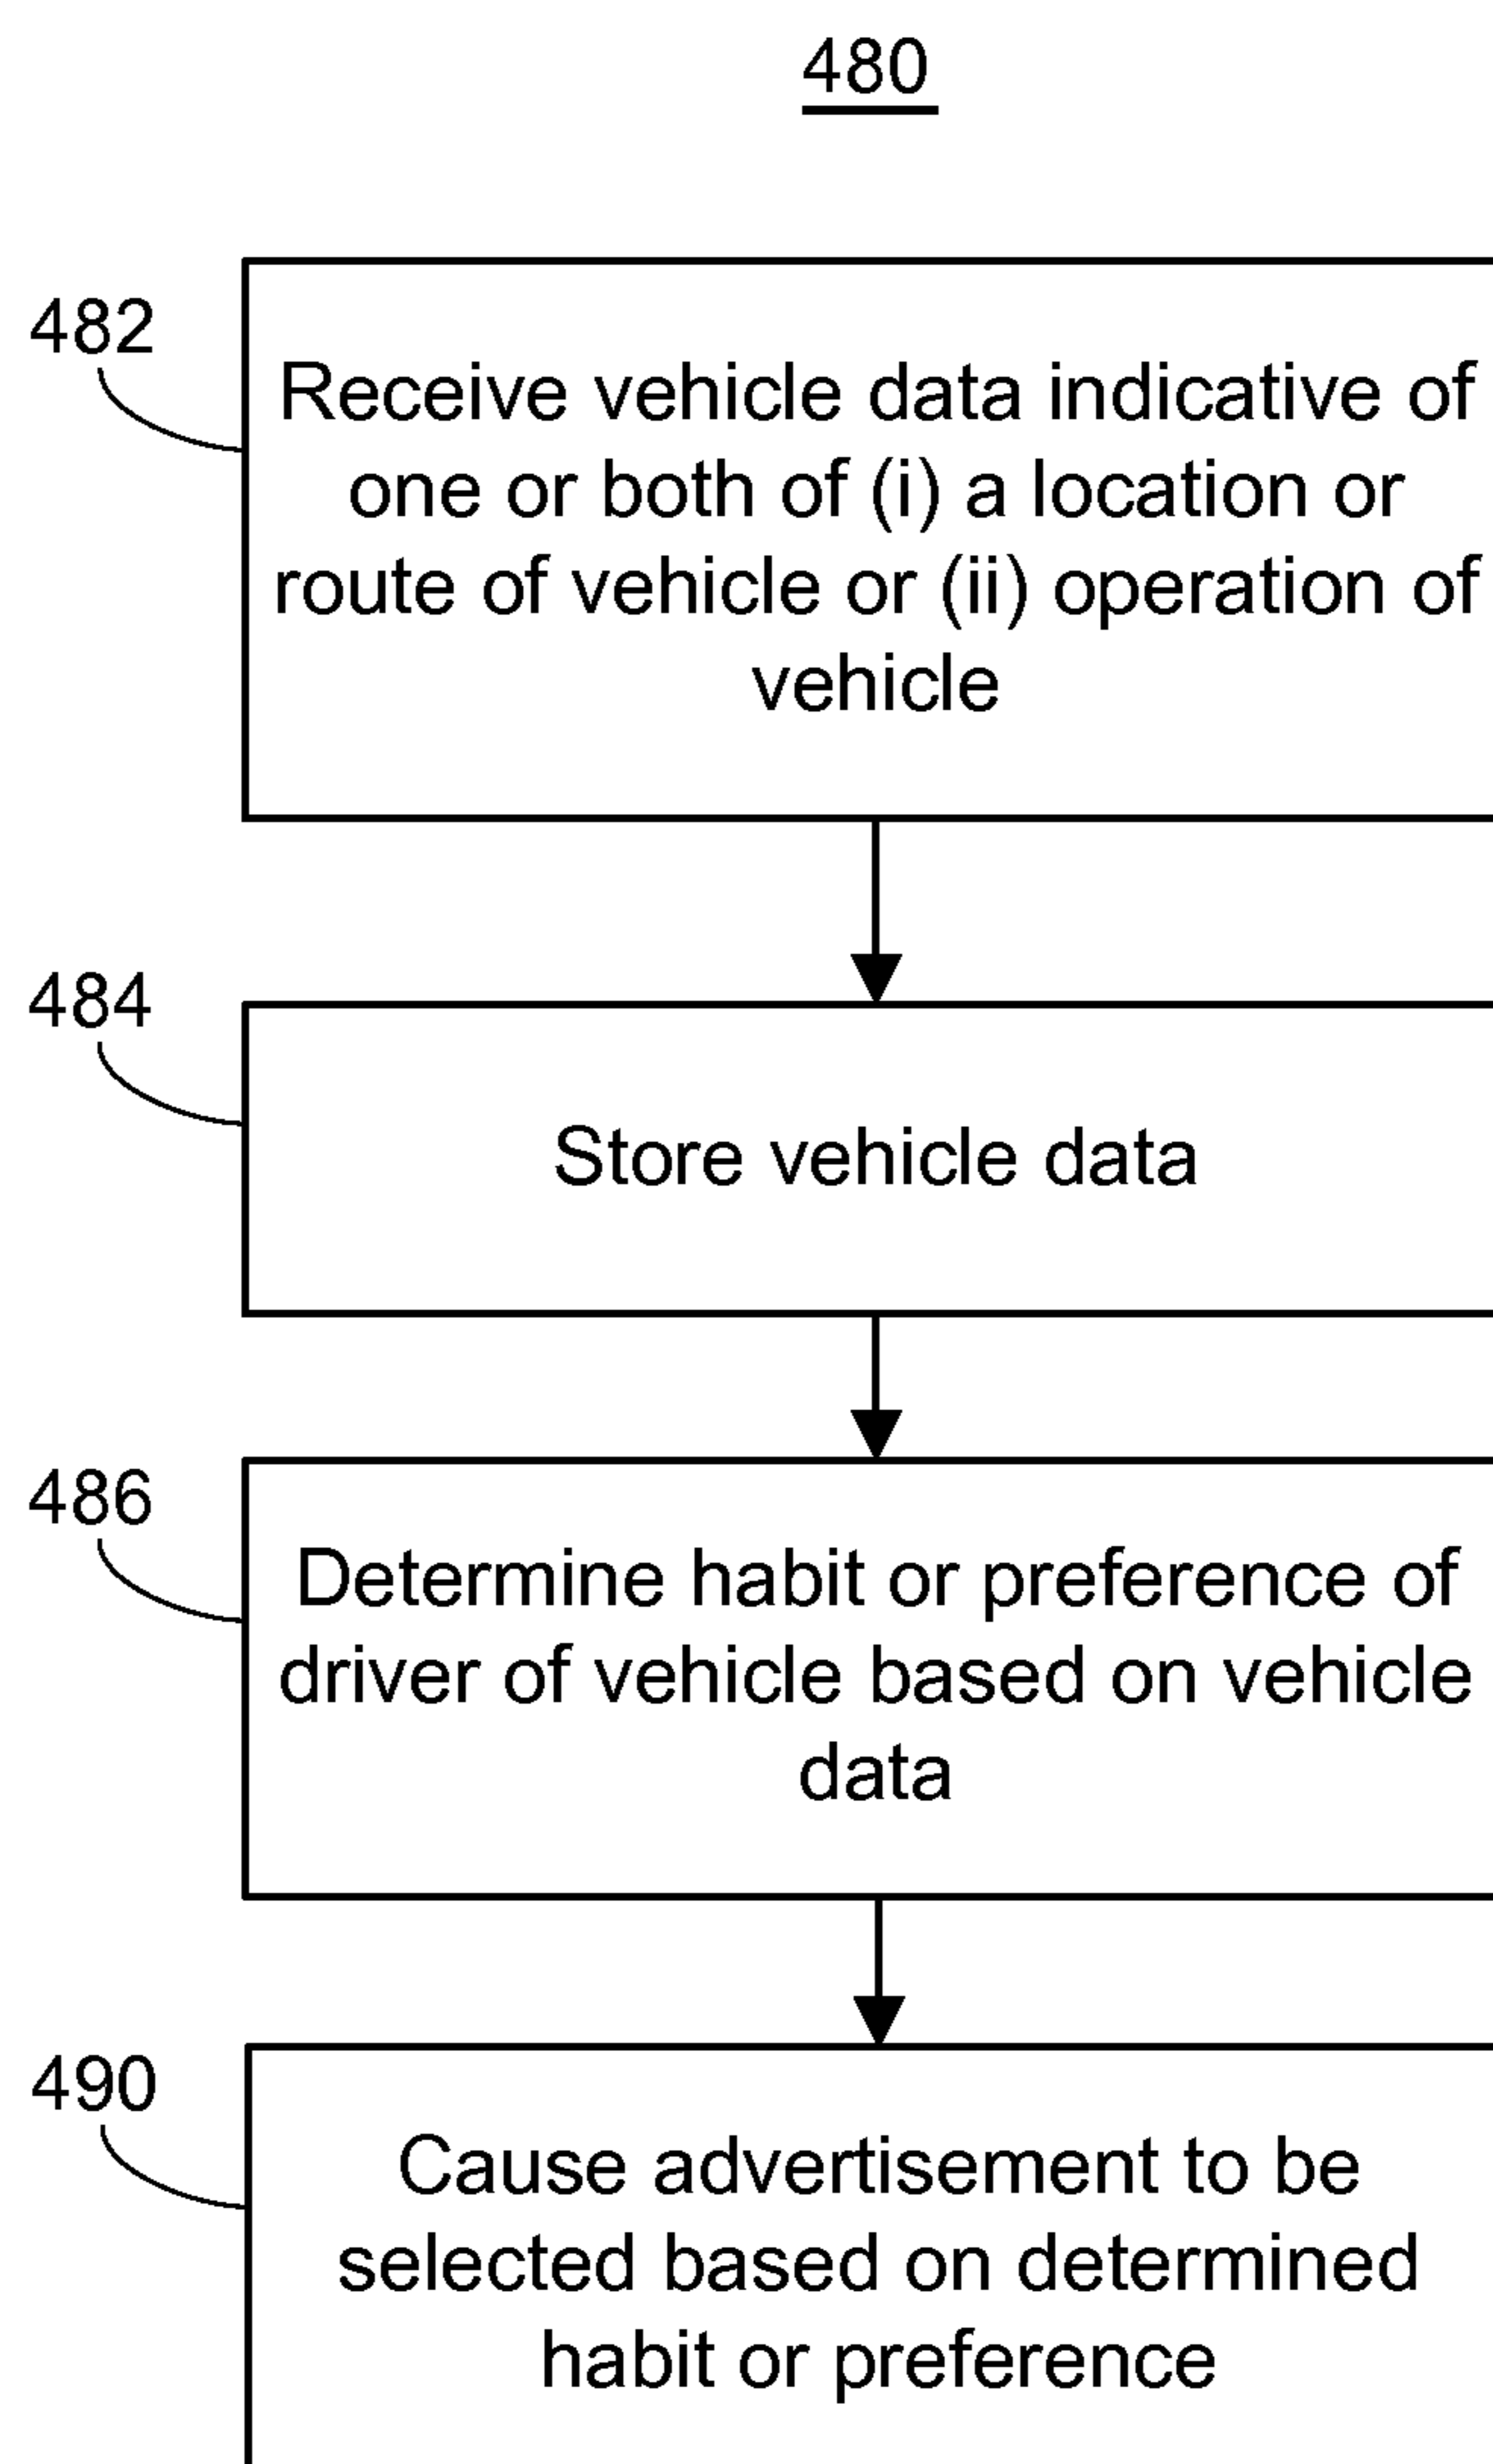 480
482
Receive vehicle data indicative of
one or both of (i) a location or
route of vehicle or (ii) operation of
vehicle
484
Store vehicle data
486
Determine habit or preference of
driver of vehicle based on vehicle
data
490
Cause advertisement to be
selected based on determined
habit or preference